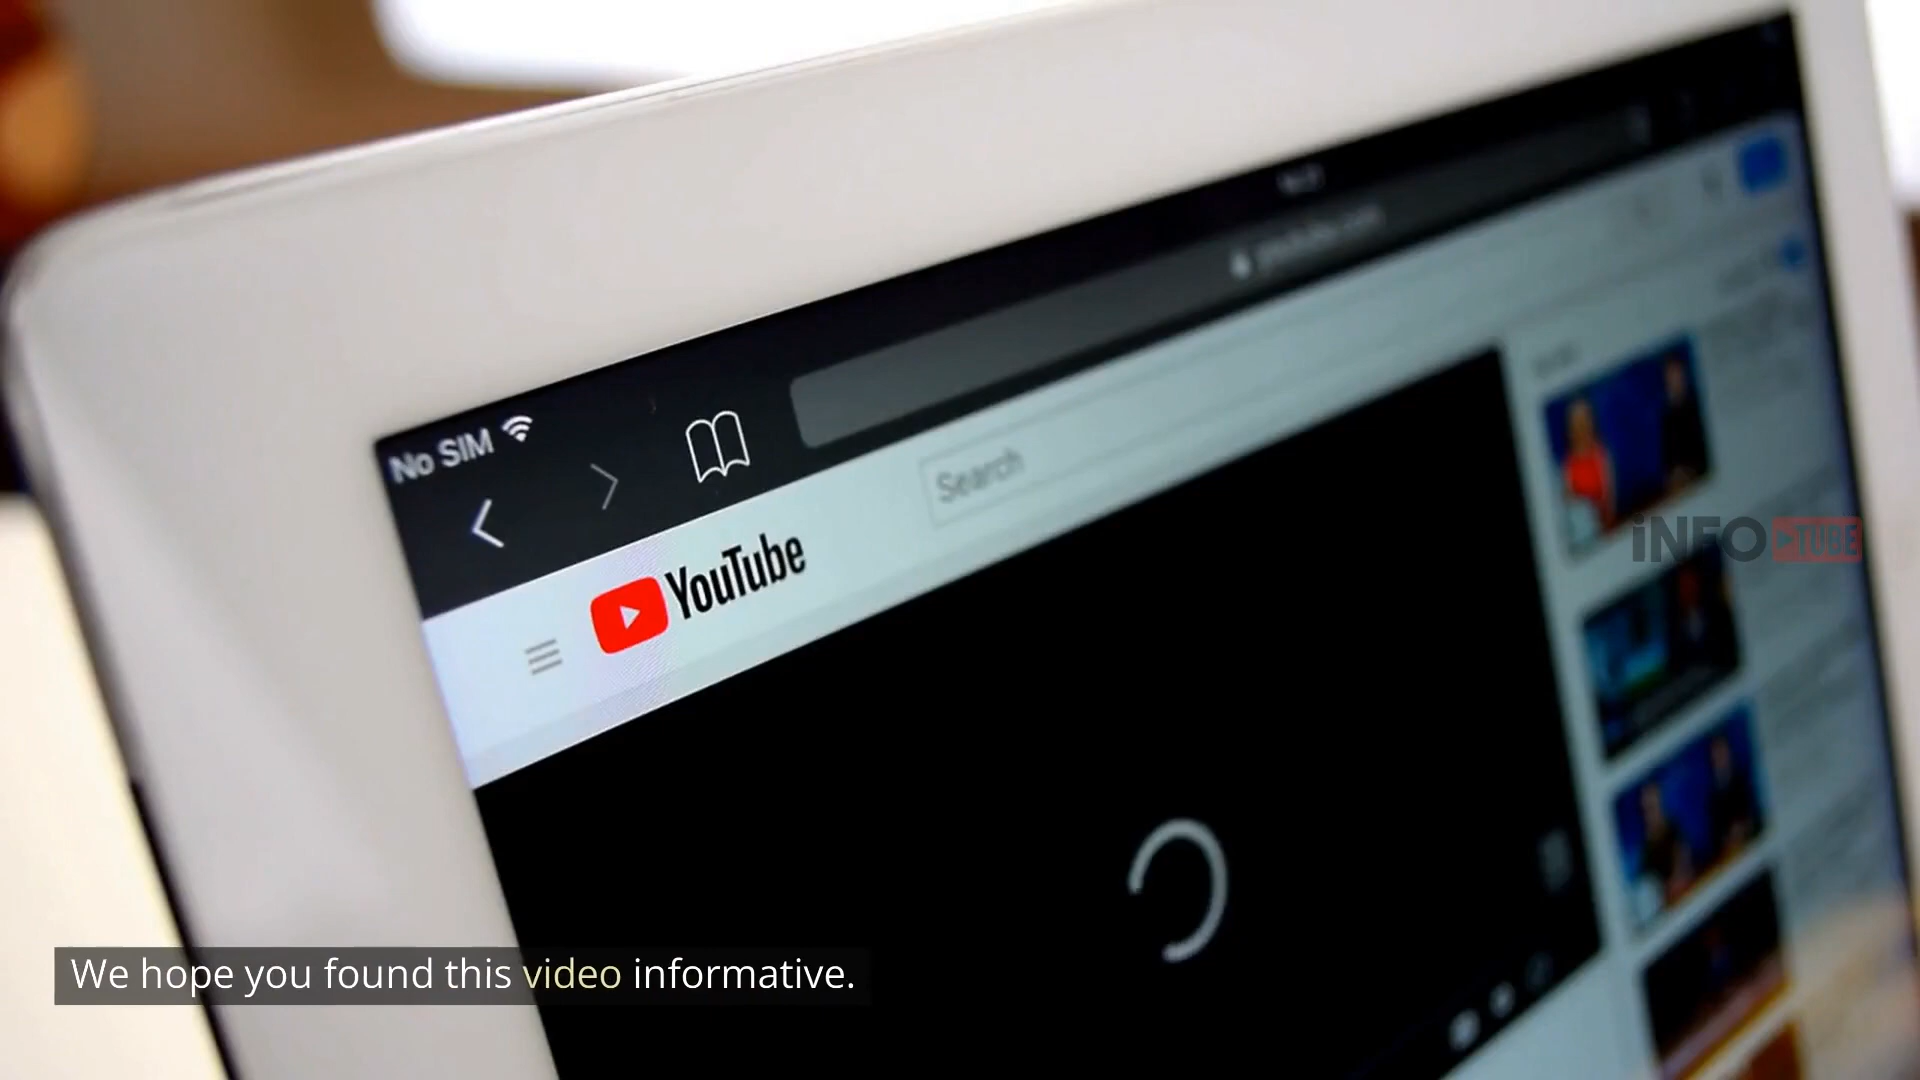 No SIM
Search
YouTube
iNFO TUBE
We hope you found this video informative.